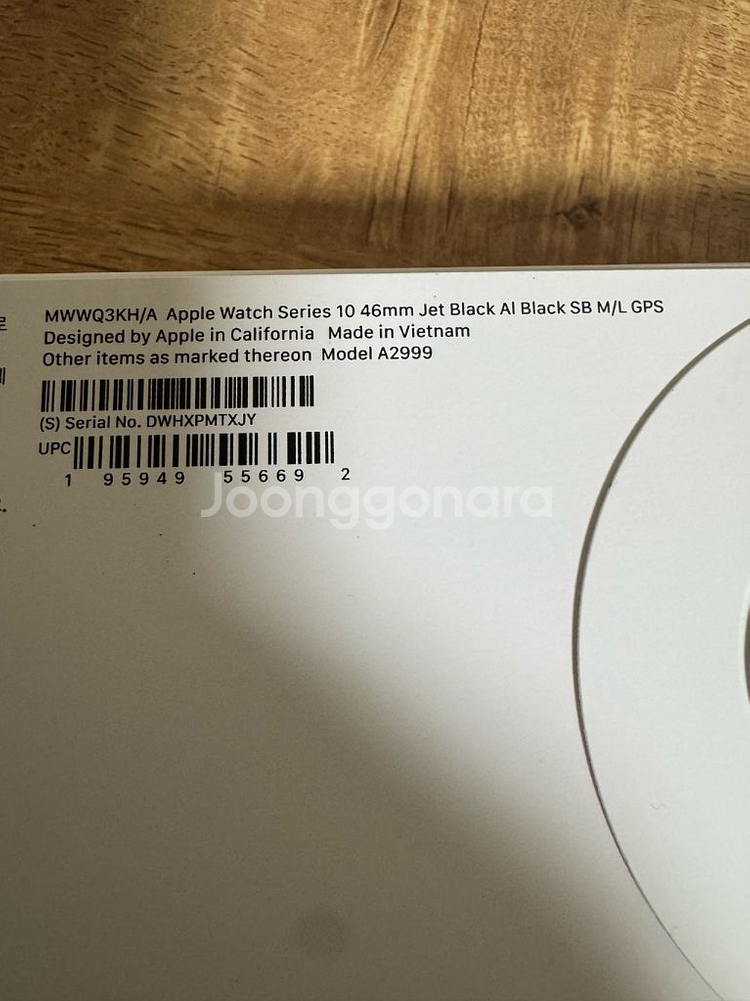 MWWQ3KH/A Apple Watch Series 10 46mm Jet Black Al Black SB M/L GPS
Designed by Apple in California Made in Vietnam
Other items as marked thereon Model A2999
(S) Serial No. DWHXPMTXJY
UPC
1 95949 55669 2
Joonggonara
로